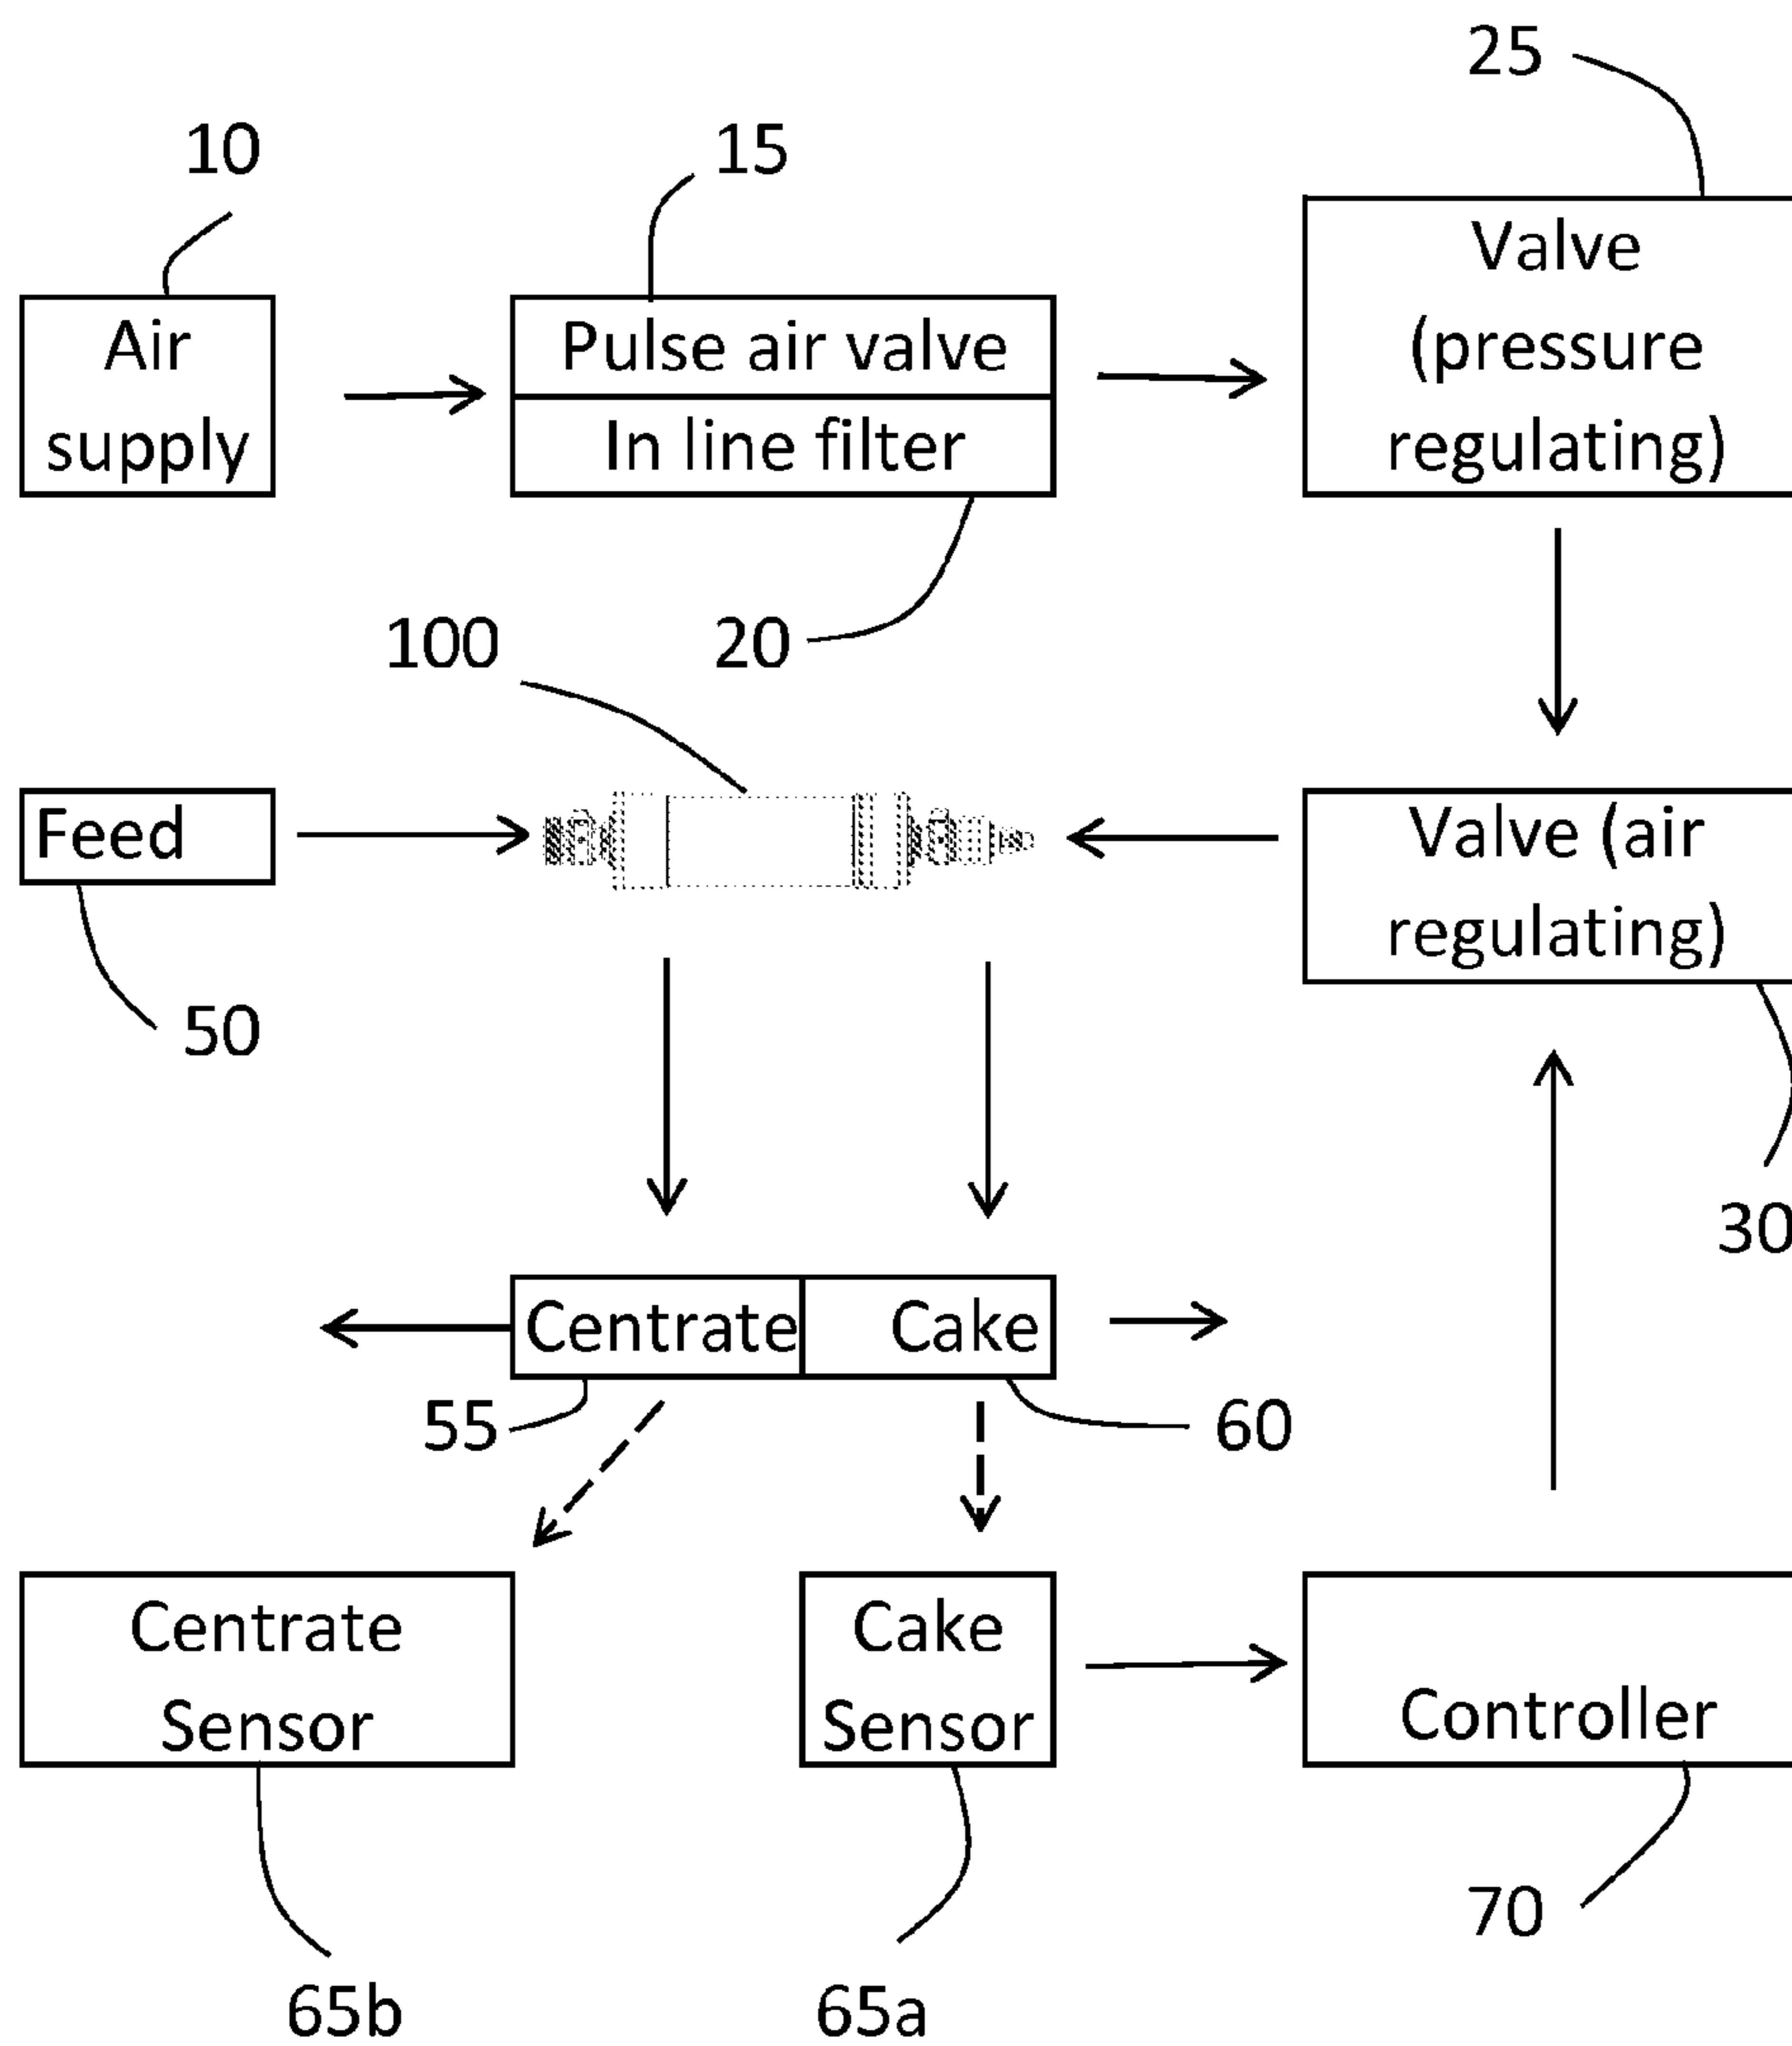 25
10
15
Air
supply
Pulse air valve
In line filter
Valve
(pressure
regulating)
100
20
Feed
Valve (air
regulating)
50
30
Centrate
Cake
55
60
Centrate
Sensor
Cake
Sensor
Controller
70
65b
65a